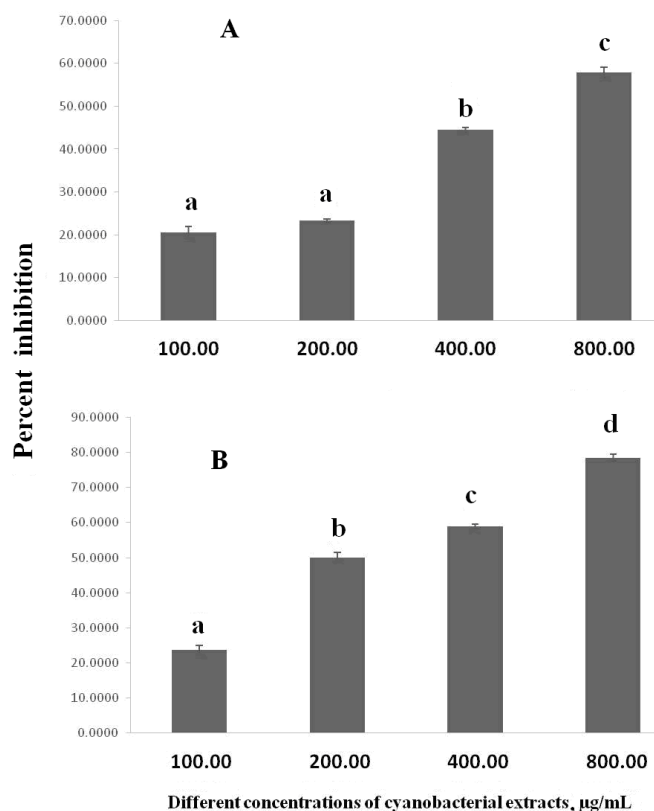 Percent inhibition
A
70.0000
60.0000
50.0000
40.0000
30.0000
20.0000
10.0000
0.0000
a
a
b
c
100.00 200.00 400.00 800.00
B
90.0000
80.0000
70.0000
60.0000
50.0000
40.0000
30.0000
20.0000
10.0000
0.0000
a
b
c
d
100.00 200.00 400.00 800.00
Different concentrations of cyanobacterial extracts, µg/mL